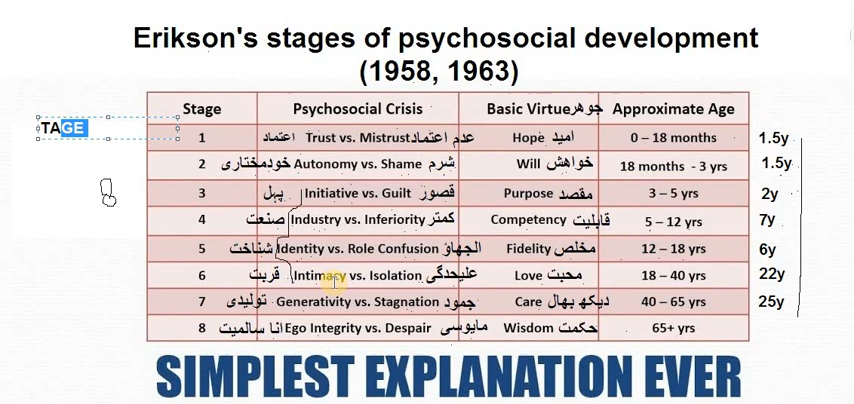 Erikson's stages of psychosocial development
(1958, 1963)
TAGE
Stage Psychosocial Crisis Basic Virtue جوهر Approximate Age
1 اعتماد Trust vs. Mistrust عدم اعتماد Hope امید 0 – 18 months 1.5y
2 خودمختاری Autonomy vs. Shame شرم Will خواهش 18 months - 3 yrs 1.5y
3 پہل Initiative vs. Guilt قصور Purpose مقصد 3 – 5 yrs 2y
4 صنعت Industry vs. Inferiority کمتر Competency قابلیت 5 – 12 yrs 7y
5 شناخت Identity vs. Role Confusion الجھاؤ Fidelity مخلص 12 – 18 yrs 6y
6 قربت Intimacy vs. Isolation علیحدگی Love محبت 18 – 40 yrs 22y
7 تولیدی Generativity vs. Stagnation جمود Care دیکھ بھال 40 – 65 yrs 25y
8 انا سالمیت Ego Integrity vs. Despair مایوسی Wisdom حکمت 65+ yrs
SIMPLEST EXPLANATION EVER